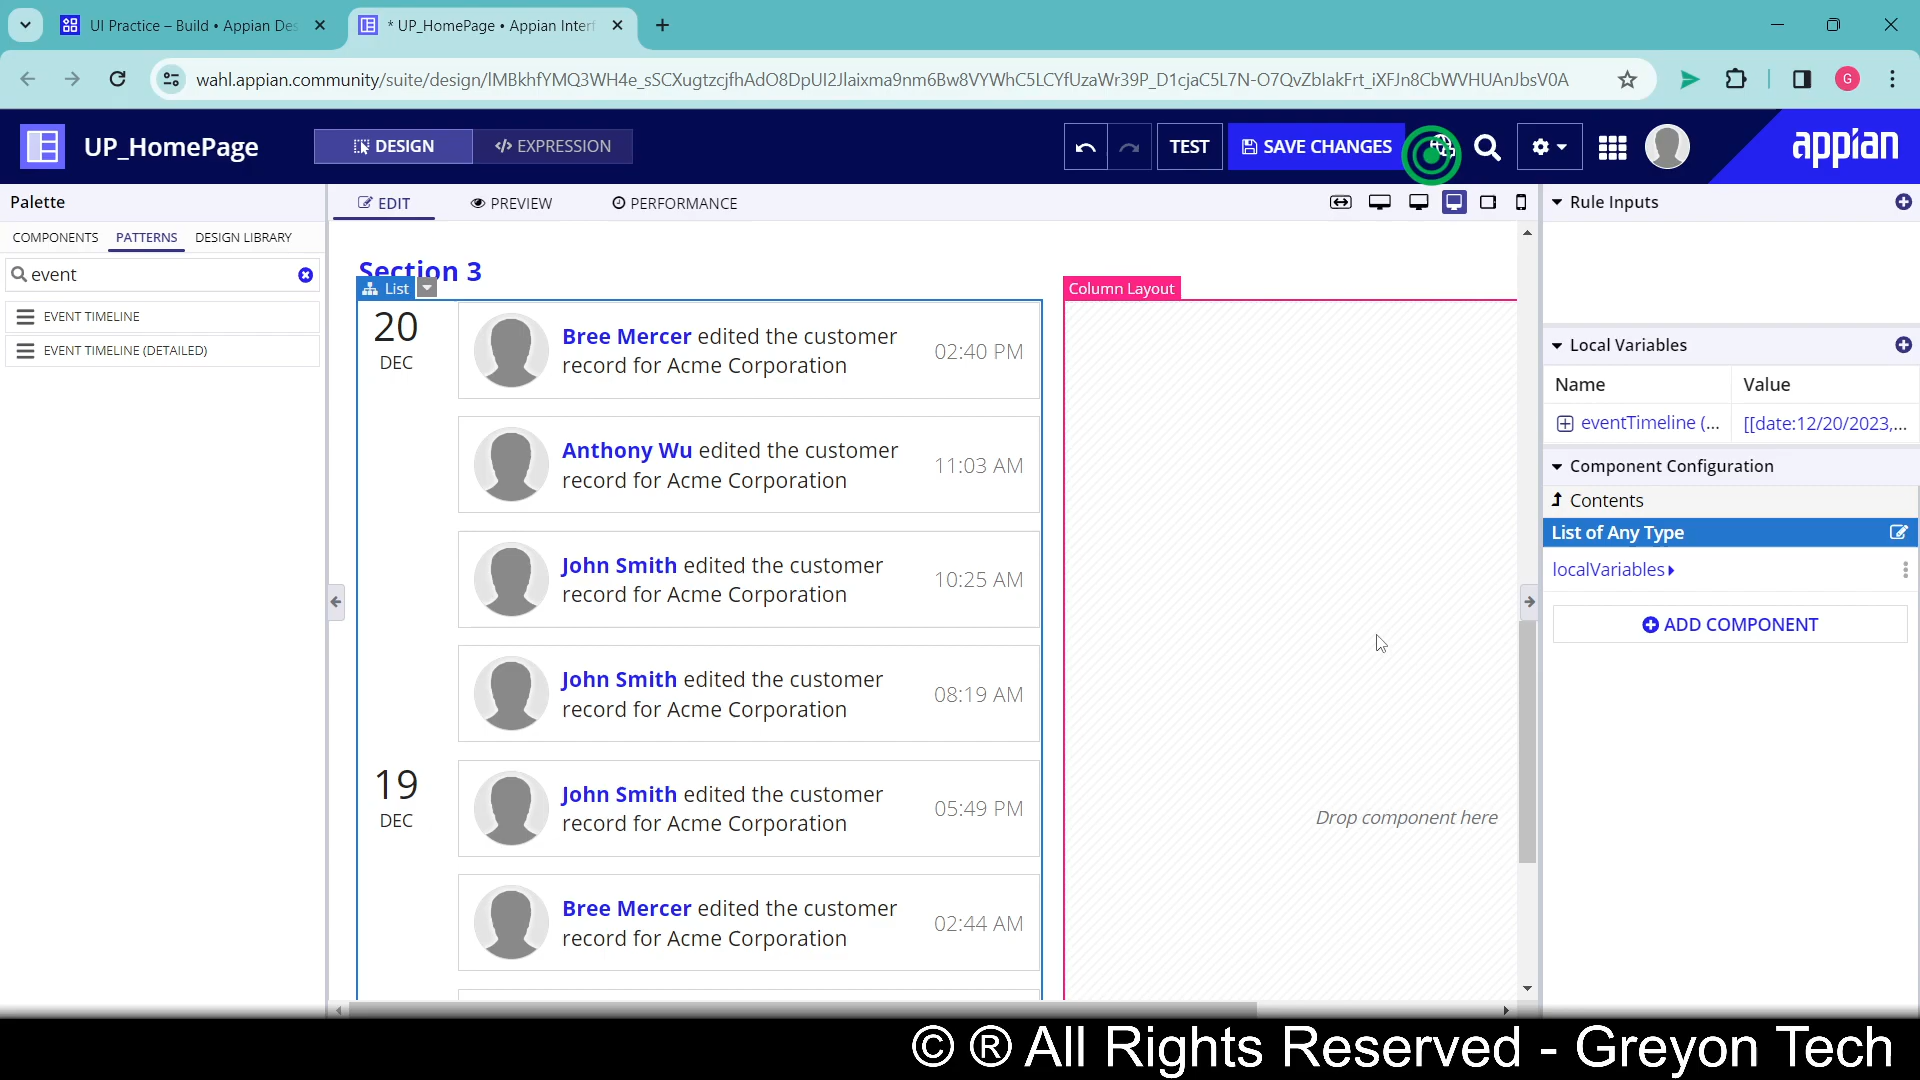 UI Practice – Build • Appian Des
* UP_HomePage • Appian Interf
wahl.appian.community/suite/design/lMBkhfYMQ3WH4e_sSCXugtzcjfhAdO8DpUI2Jlaixma9nm6Bw8VYWhC5LCYfUzaWr39P_D1cjaC5L7N-O7QvZblakFrt_iXFJn8CbWVHUAnJbsV0A
G
UP_HomePage
DESIGN
</> EXPRESSION
TEST
SAVE CHANGES
appian
Palette
EDIT
PREVIEW
PERFORMANCE
Rule Inputs
COMPONENTS
PATTERNS
DESIGN LIBRARY
event
EVENT TIMELINE
EVENT TIMELINE (DETAILED)
Section 3
List
Column Layout
20
DEC
Bree Mercer edited the customer
record for Acme Corporation
02:40 PM
Anthony Wu edited the customer
record for Acme Corporation
11:03 AM
John Smith edited the customer
record for Acme Corporation
10:25 AM
John Smith edited the customer
record for Acme Corporation
08:19 AM
19
DEC
John Smith edited the customer
record for Acme Corporation
05:49 PM
Bree Mercer edited the customer
record for Acme Corporation
02:44 AM
Drop component here
Local Variables
Name
Value
eventTimeline (...
[[date:12/20/2023,...
Component Configuration
Contents
List of Any Type
localVariables
ADD COMPONENT
© ® All Rights Reserved - Greyon Tech